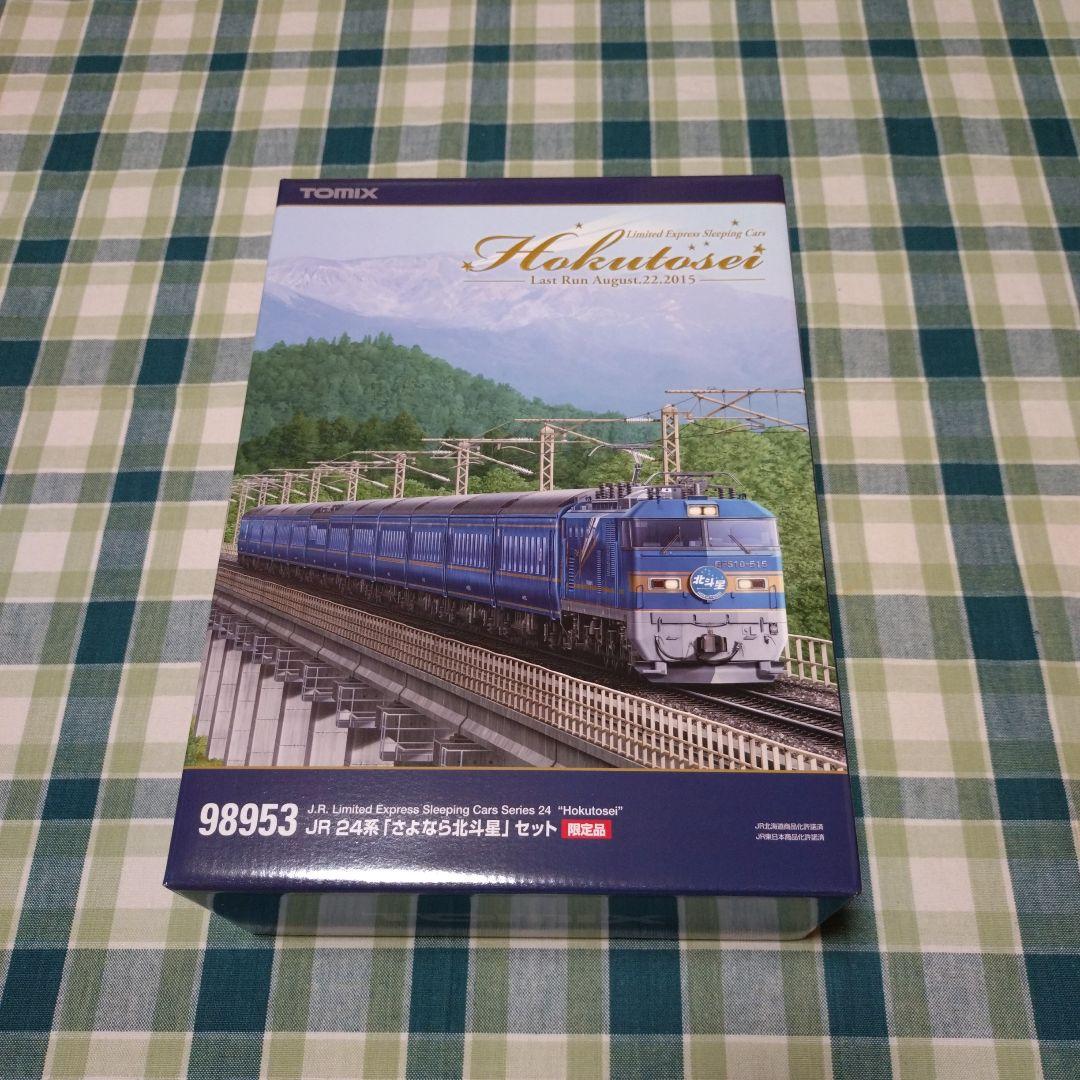 TOMIX
Limited Express Sleeping Cars
Hokutosei
Last Run August.22.2015
EF510-515
北斗星
98953
J.R. Limited Express Sleeping Cars Series 24 "Hokutosei"
JR 24系「さよなら北斗星」セット 限定品
JR北海道商品化許諾済
JR東日本商品化許諾済
TOMIX